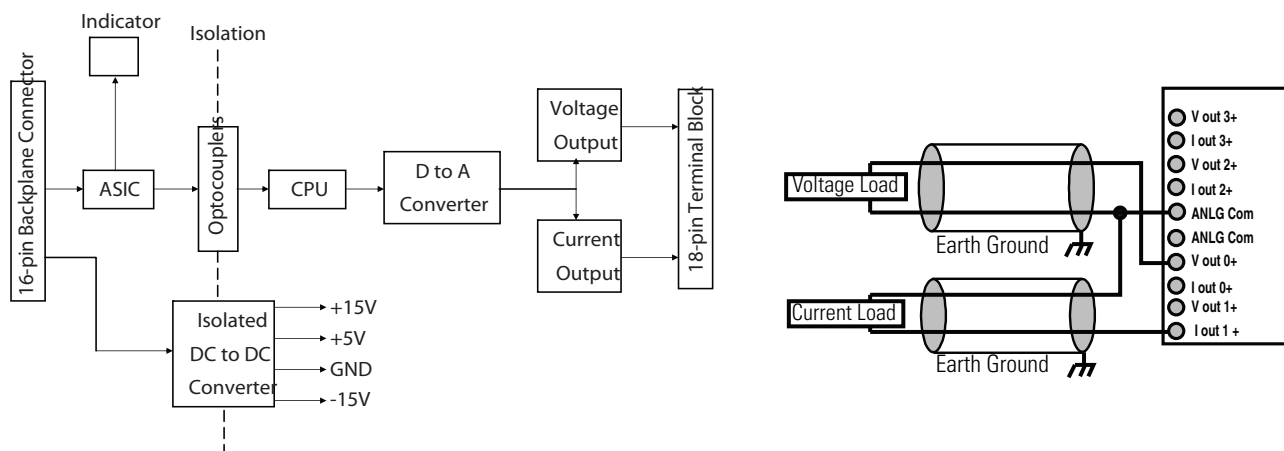 Indicator
Isolation
16-pin Backplane Connector
ASIC
Optocouplers
CPU
D to A
Converter
Voltage
Output
Current
Output
18-pin Terminal Block
Isolated
DC to DC
Converter
+15V
+5V
GND
-15V
Voltage Load
Earth Ground
Current Load
Earth Ground
V out 3+
I out 3+
V out 2+
I out 2+
ANLG Com
ANLG Com
V out 0+
I out 0+
V out 1+
I out 1 +